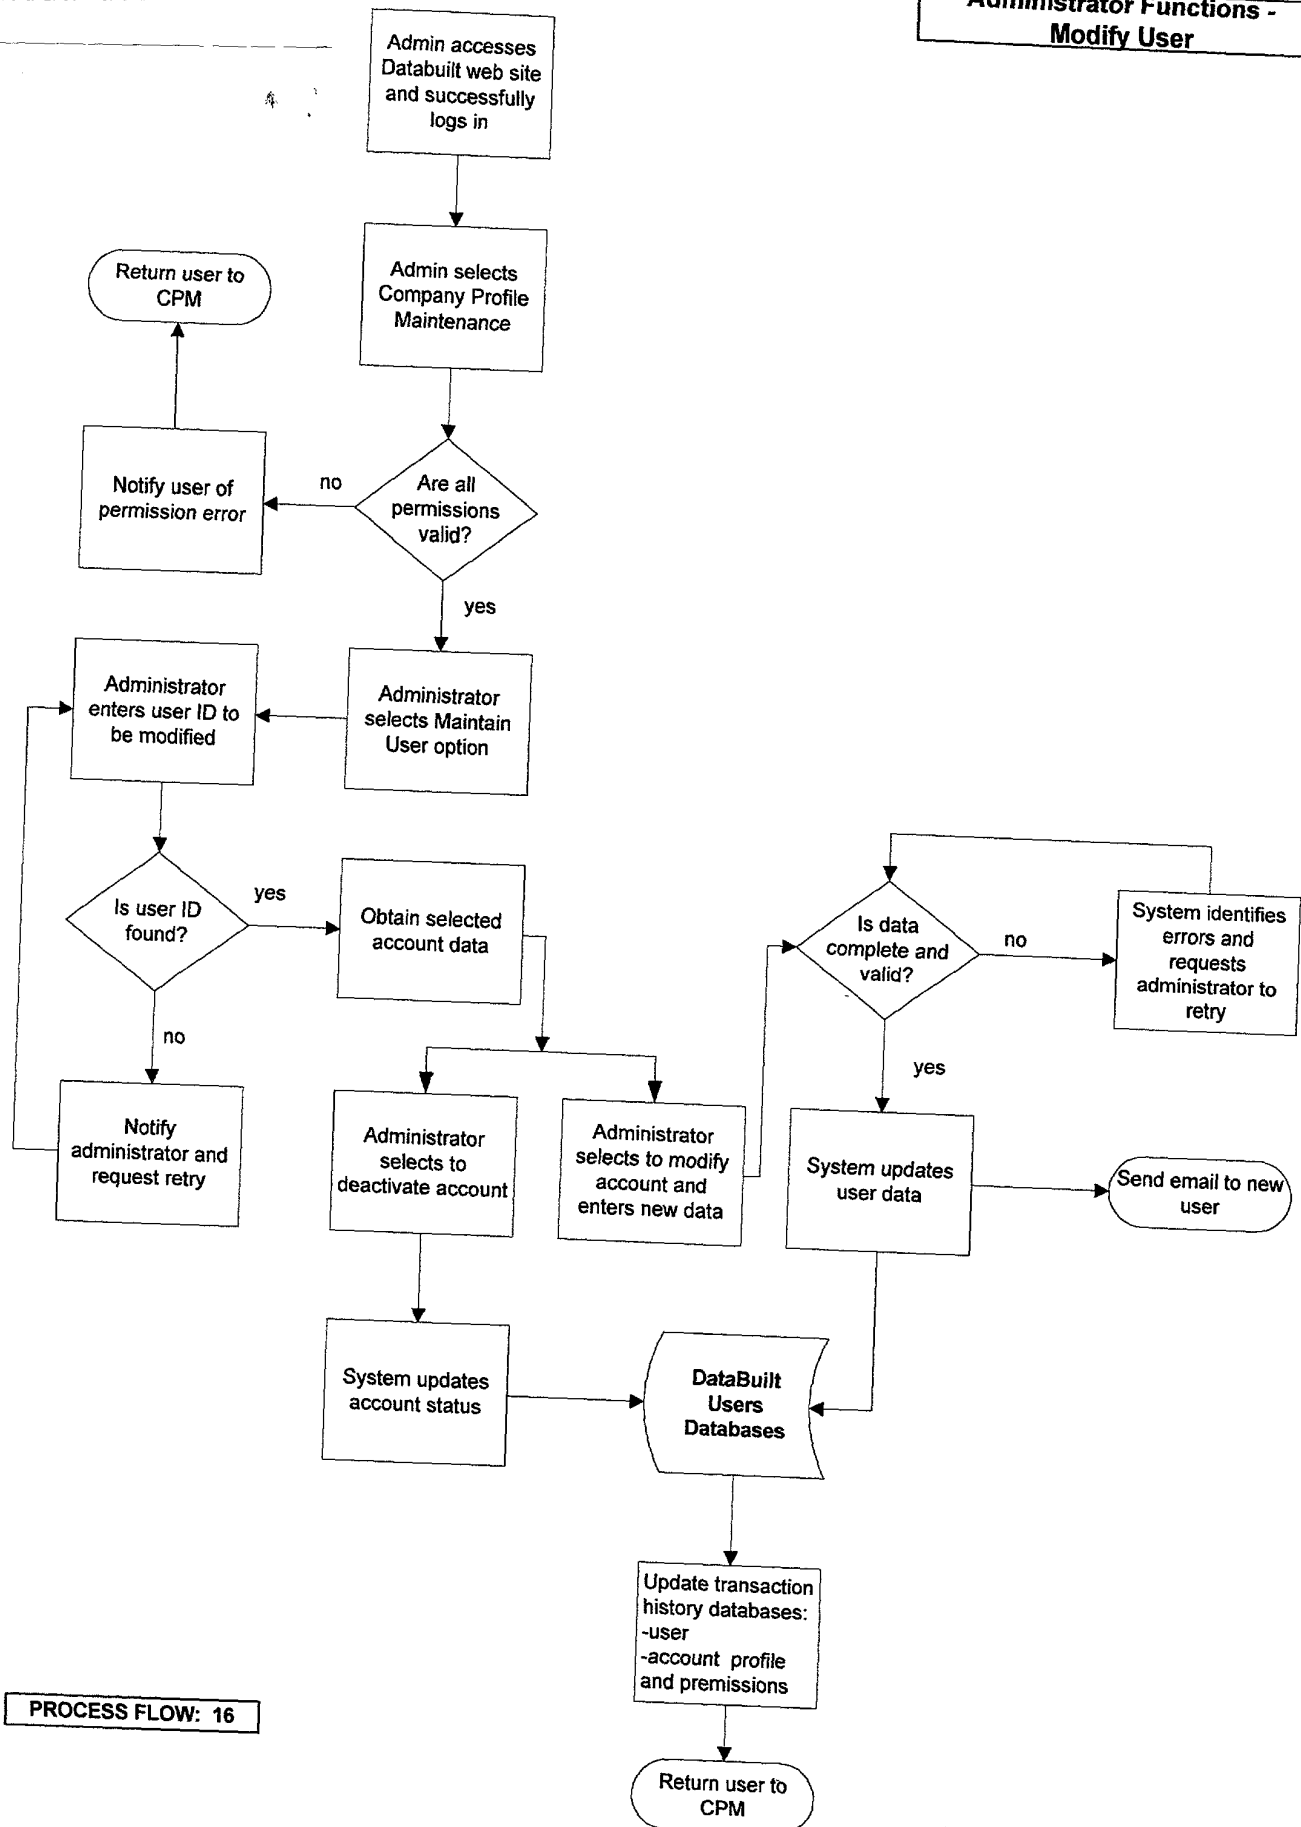 Administrator Functions -
Modify User
Admin accesses
Databuilt web site
and successfully
logs in
Admin selects
Company Profile
Maintenance
Return user to
CPM
Notify user of
permission error
no
Are all
permissions
valid?
yes
Administrator
enters user ID to
be modified
Administrator
selects Maintain
User option
Is user ID
found?
yes
Obtain selected
account data
Is data
complete and
valid?
no
System identifies
errors and
requests
administrator to
retry
no
yes
Notify
administrator and
request retry
Administrator
selects to
deactivate account
Administrator
selects to modify
account and
enters new data
System updates
user data
Send email to new
user
System updates
account status
DataBuilt
Users
Databases
Update transaction
history databases:
-user
-account profile
and premissions
PROCESS FLOW: 16
Return user to
CPM